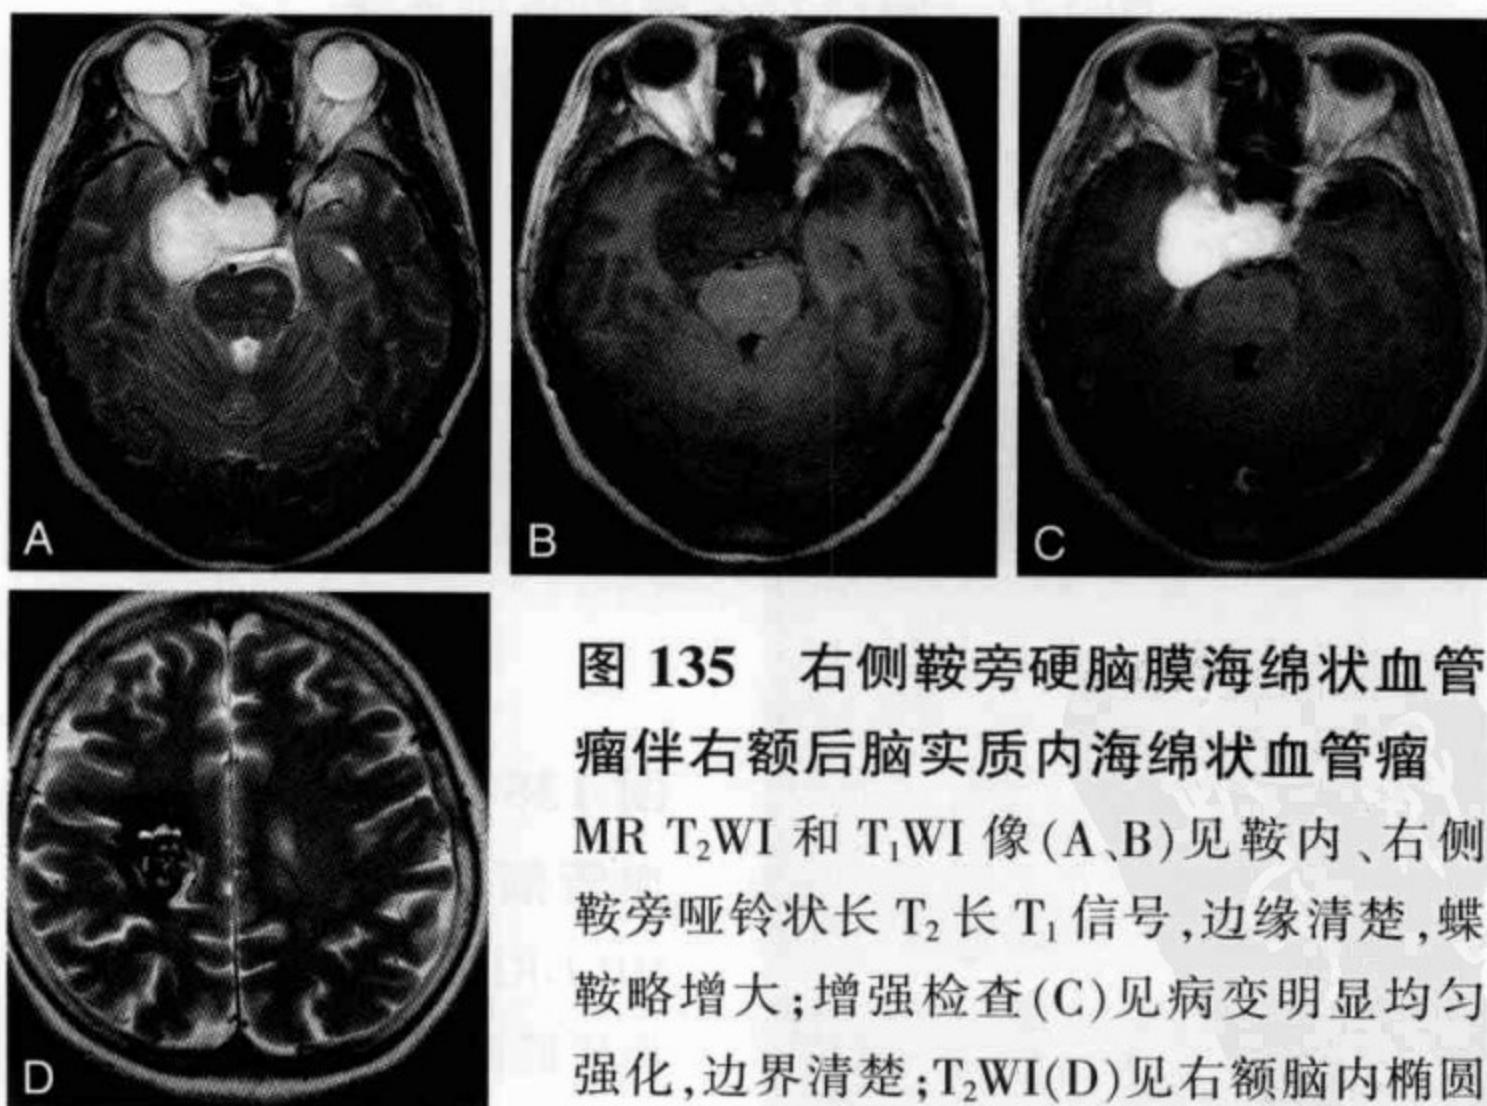 A
B
C
D
图 135 右侧鞍旁硬脑膜海绵状血管
瘤伴右额后脑实质内海绵状血管瘤
MR T₂WI 和 T₁WI 像(A、B)见鞍内、右侧
鞍旁哑铃状长 T₂ 长 T₁ 信号,边缘清楚,蝶
鞍略增大;增强检查(C)见病变明显均匀
强化,边界清楚;T₂WI(D)见右额脑内椭圆